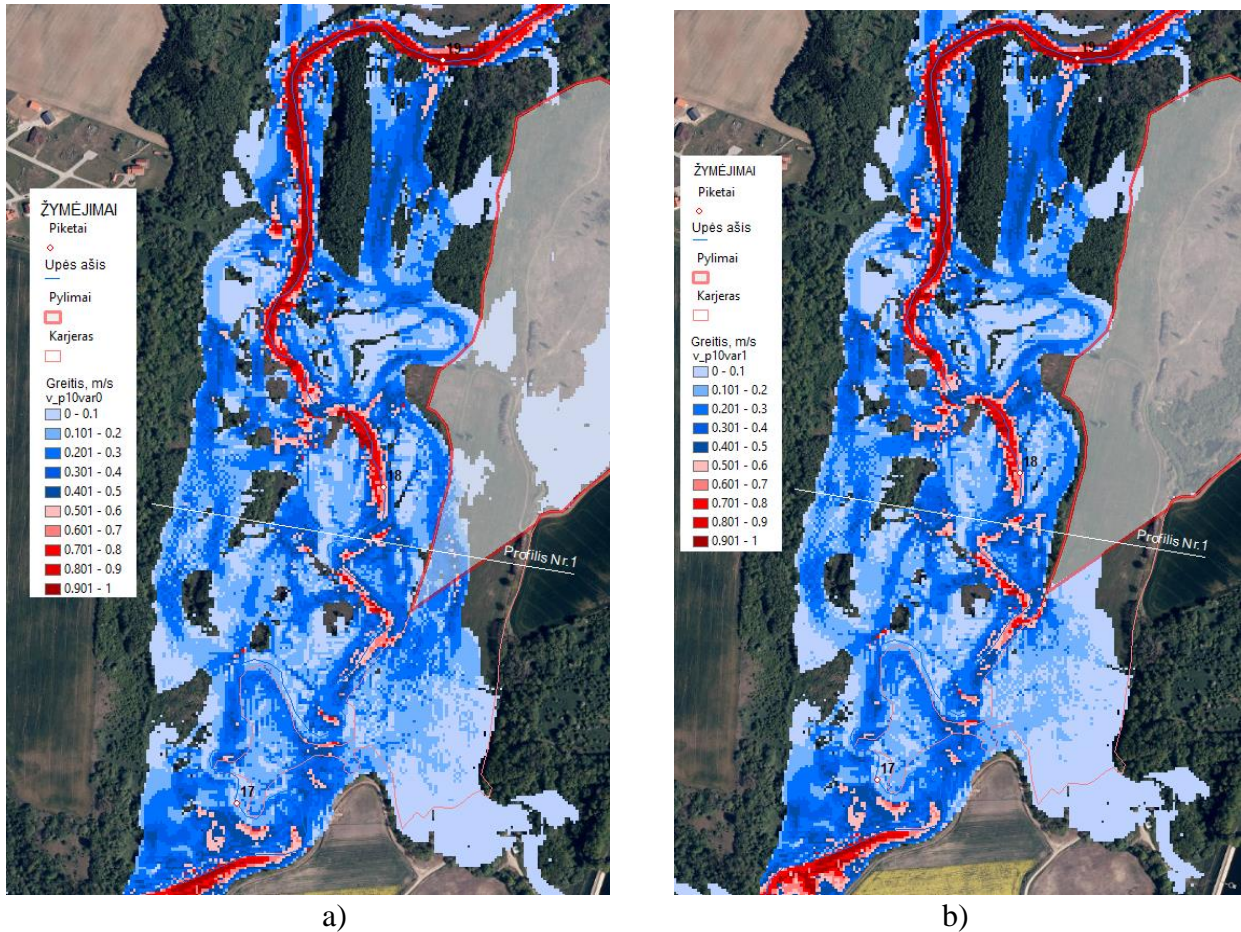 19
ŽYMĖJIMAI
Piketai
Upės ašis
Pylimai
Karjeras
Greitis, m/s
v_p10var0
0 - 0.1
0.101 - 0.2
0.201 - 0.3
0.301 - 0.4
0.401 - 0.5
0.501 - 0.6
0.601 - 0.7
0.701 - 0.8
0.801 - 0.9
0.901 - 1
18
Profilis Nr.1
17
a)
19
ŽYMĖJIMAI
Piketai
Upės ašis
Pylimai
Karjeras
Greitis, m/s
v_p10var1
0 - 0.1
0.101 - 0.2
0.201 - 0.3
0.301 - 0.4
0.401 - 0.5
0.501 - 0.6
0.601 - 0.7
0.701 - 0.8
0.801 - 0.9
0.901 - 1
18
Profilis Nr.1
17
b)